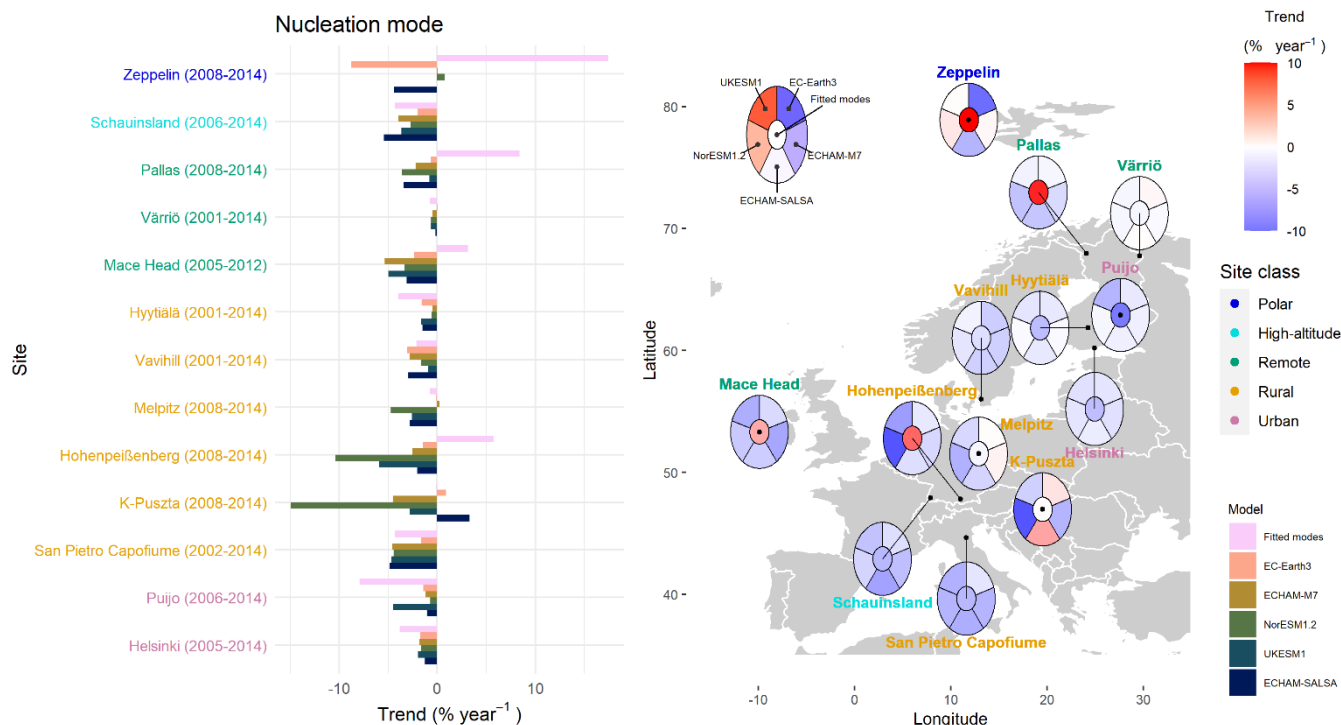 Nucleation mode
Site
Zeppelin (2008-2014)
Schauinsland (2006-2014)
Pallas (2008-2014)
Värriö (2001-2014)
Mace Head (2005-2012)
Hyytiälä (2001-2014)
Vavihill (2001-2014)
Melpitz (2008-2014)
Hohenpeißenberg (2008-2014)
K-Puszta (2008-2014)
San Pietro Capofiume (2002-2014)
Puijo (2006-2014)
Helsinki (2005-2014)
-10 0 10
Trend (% year⁻¹ )
Latitude
80
70
60
50
40
UKESM1
EC-Earth3
Fitted modes
NorESM1.2
ECHAM-M7
ECHAM-SALSA
Zeppelin
Pallas
Värriö
Puijo
Hyytiälä
Vavihill
Mace Head
Hohenpeißenberg
Melpitz
Helsinki
K-Puszta
Schauinsland
San Pietro Capofiume
-10 0 10 20 30
Longitude
Trend
(% year⁻¹ )
10
5
0
-5
-10
Site class
Polar
High-altitude
Remote
Rural
Urban
Model
Fitted modes
EC-Earth3
ECHAM-M7
NorESM1.2
UKESM1
ECHAM-SALSA